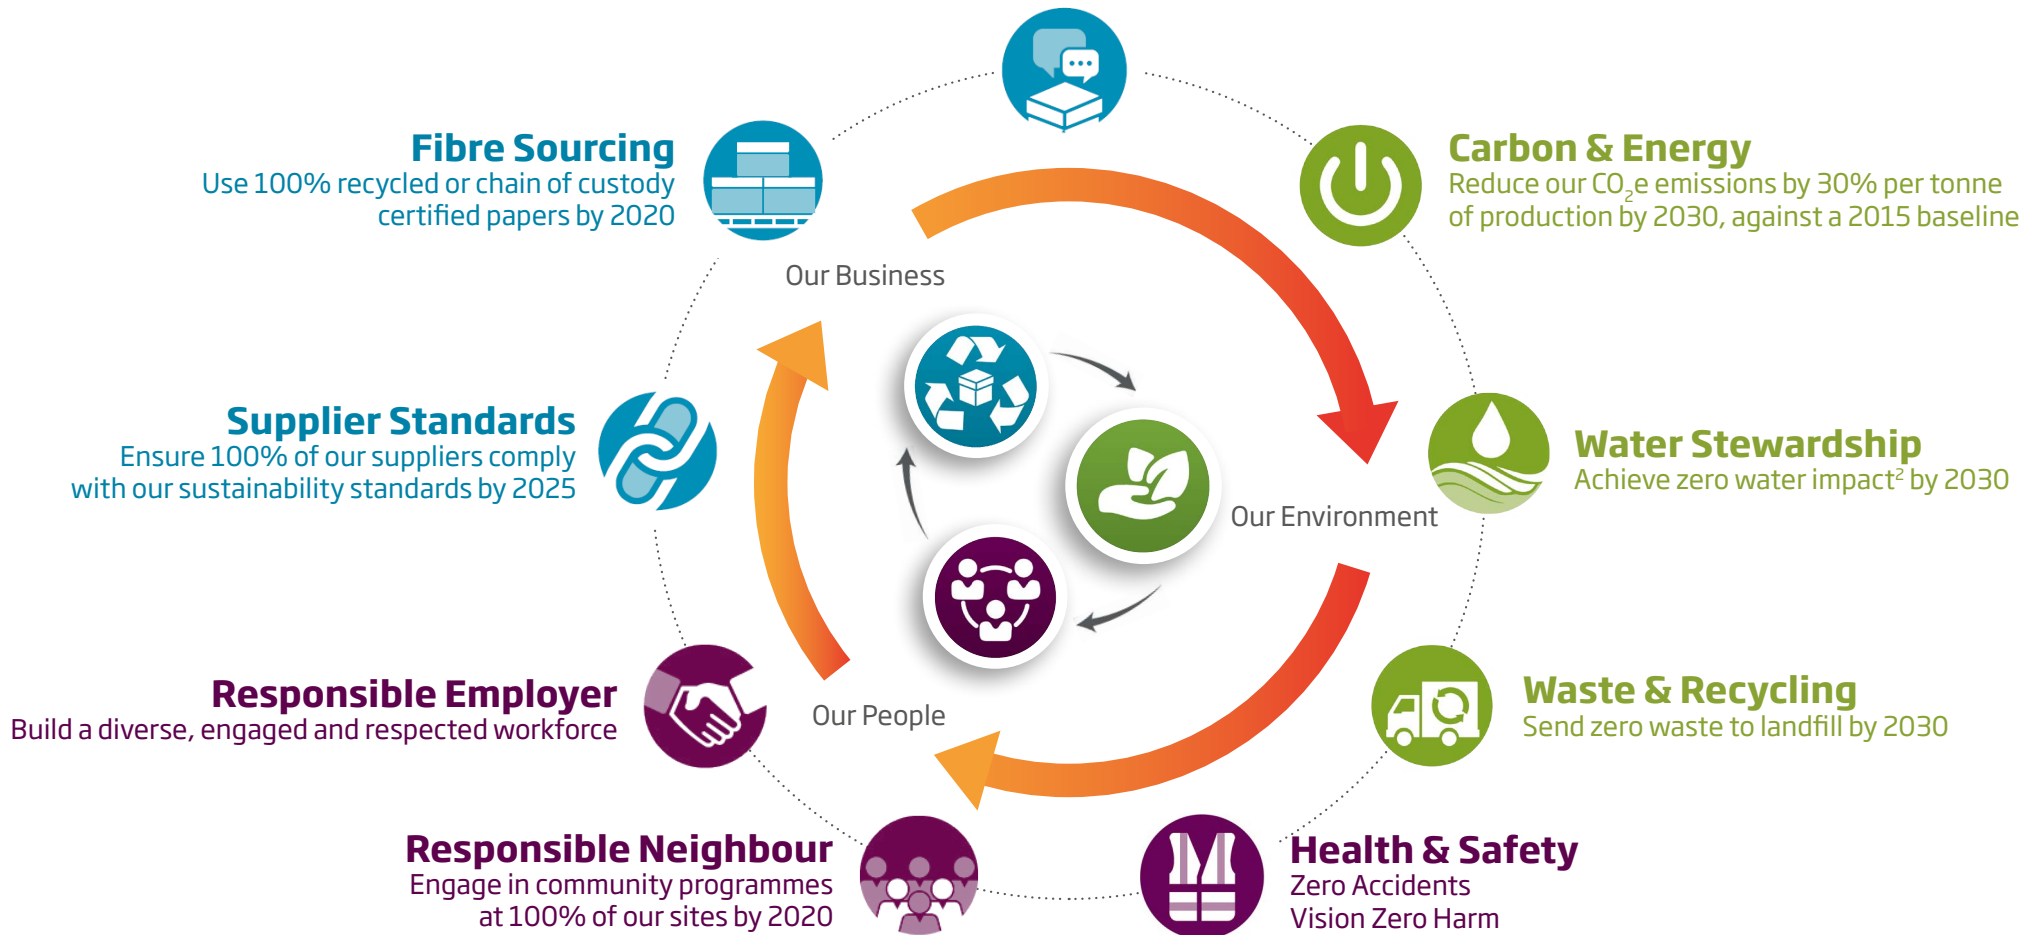 Fibre Sourcing
Use 100% recycled or chain of custody
certified papers by 2020
Carbon & Energy
Reduce our CO₂e emissions by 30% per tonne
of production by 2030, against a 2015 baseline
Our Business
Supplier Standards
Ensure 100% of our suppliers comply
with our sustainability standards by 2025
Water Stewardship
Achieve zero water impact² by 2030
Our Environment
Responsible Employer
Build a diverse, engaged and respected workforce
Our People
Waste & Recycling
Send zero waste to landfill by 2030
Responsible Neighbour
Engage in community programmes
at 100% of our sites by 2020
Health & Safety
Zero Accidents
Vision Zero Harm